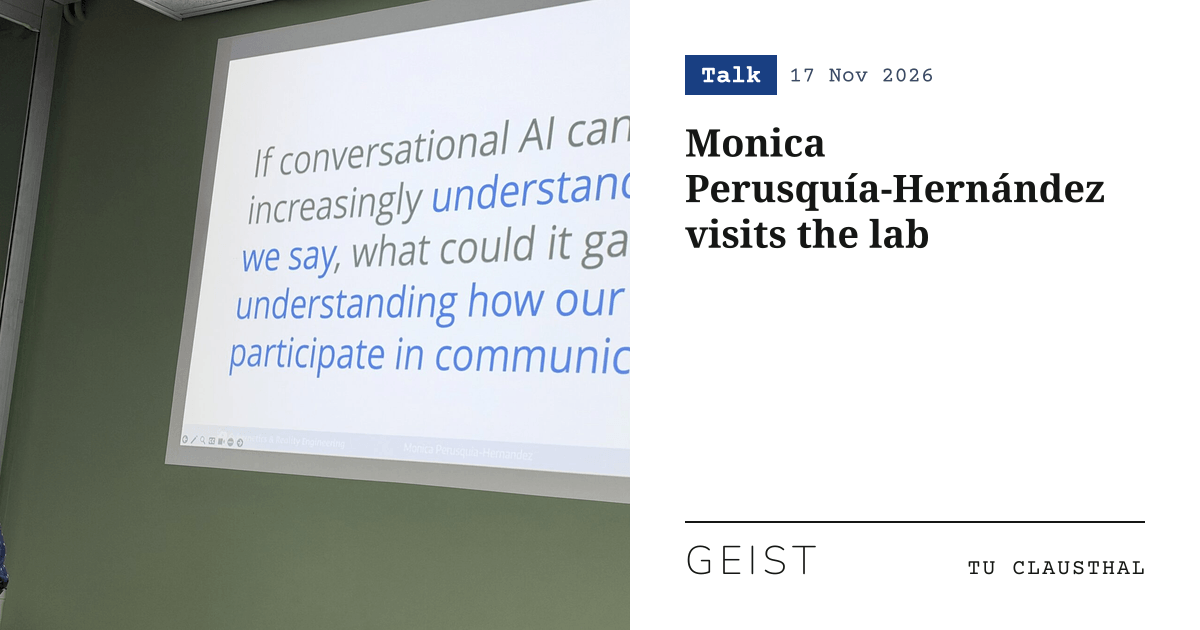 If conversational AI can
increasingly understand
we say, what could it ga
understanding how our
participate in communic
Monica Perusquía-Hernández
Talk
17 Nov 2026
Monica
Perusquía-Hernández
visits the lab
GEIST
TU CLAUSTHAL